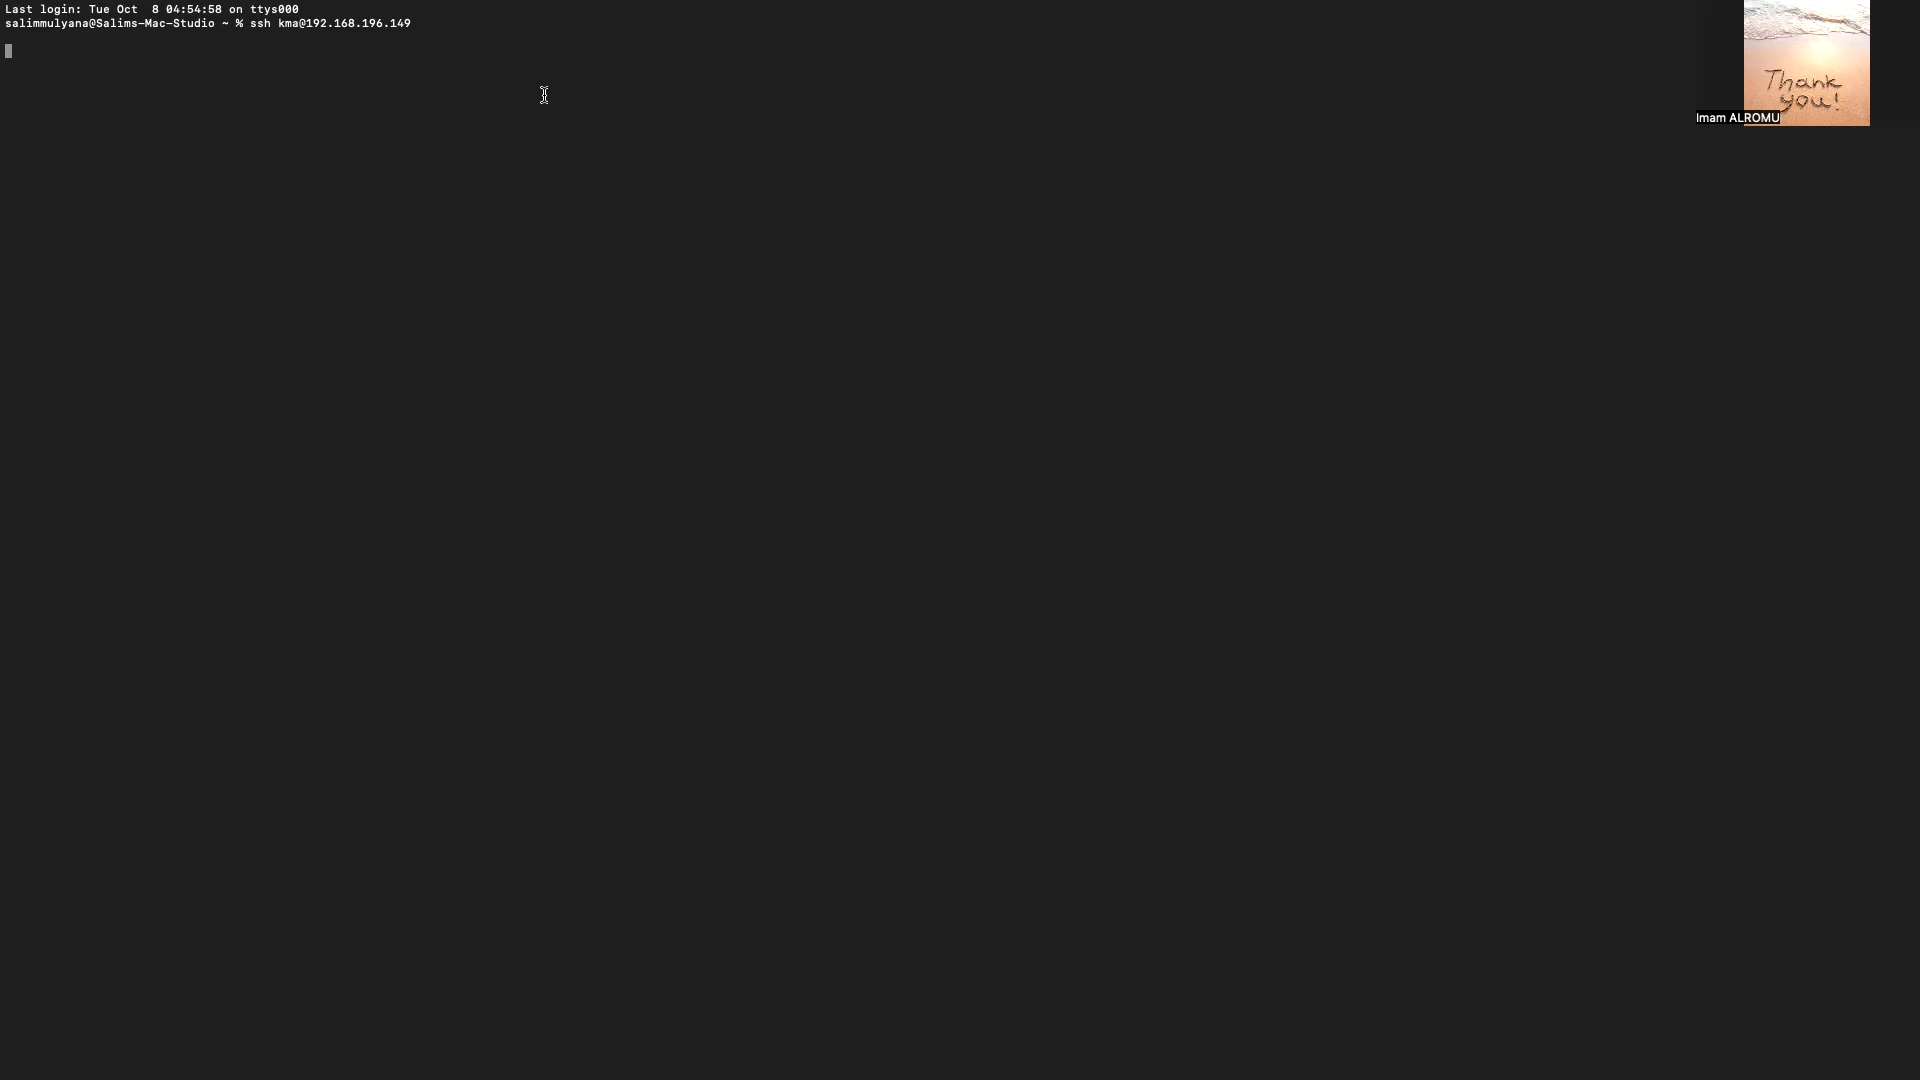 Last login: Tue Oct  8 04:54:58 on ttys000
salimmulyana@Salims-Mac-Studio ~ % ssh kma@192.168.196.149
Thank
you!
Imam ALROMU